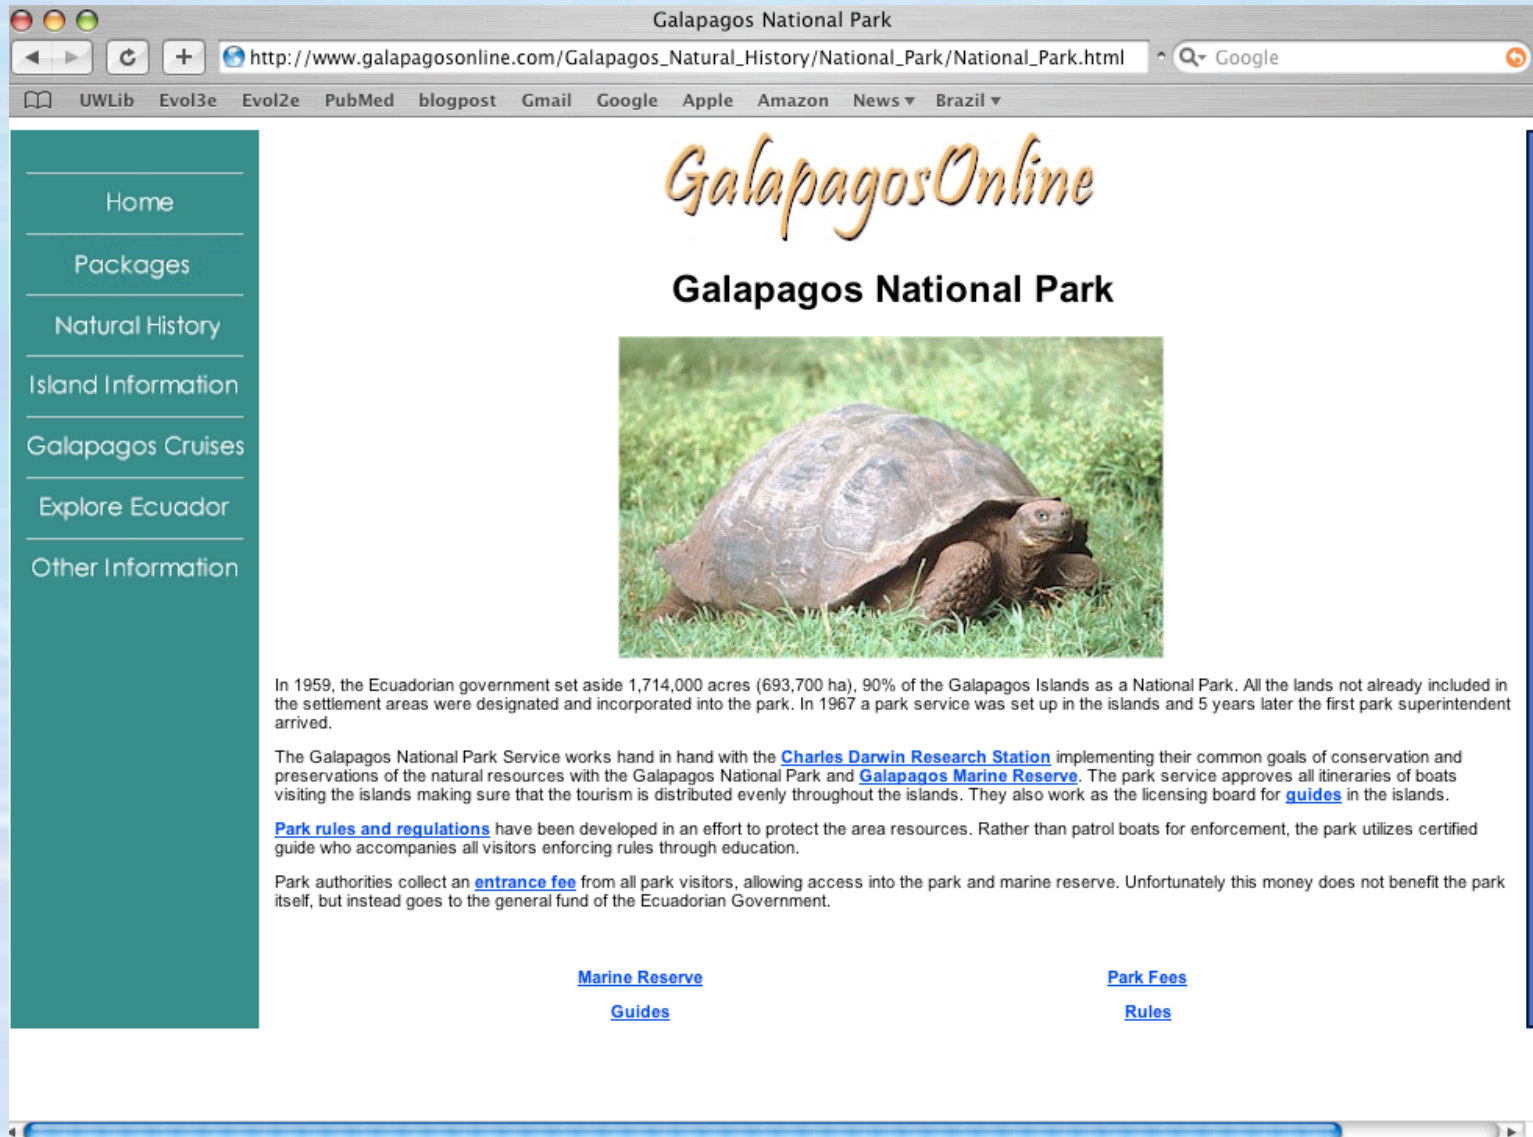 Galapagos National Park
http://www.galapagosonline.com/Galapagos_Natural_History/National_Park/National_Park.html
Google
UWLib Evol3e Evol2e PubMed blogpost Gmail Google Apple Amazon News Brazil
Home
Packages
Natural History
Island Information
Galapagos Cruises
Explore Ecuador
Other Information
GalapagosOnline
Galapagos National Park
In 1959, the Ecuadorian government set aside 1,714,000 acres (693,700 ha), 90% of the Galapagos Islands as a National Park. All the lands not already included in
the settlement areas were designated and incorporated into the park. In 1967 a park service was set up in the islands and 5 years later the first park superintendent
arrived.
The Galapagos National Park Service works hand in hand with the Charles Darwin Research Station implementing their common goals of conservation and
preservations of the natural resources with the Galapagos National Park and Galapagos Marine Reserve. The park service approves all itineraries of boats
visiting the islands making sure that the tourism is distributed evenly throughout the islands. They also work as the licensing board for guides in the islands.
Park rules and regulations have been developed in an effort to protect the area resources. Rather than patrol boats for enforcement, the park utilizes certified
guide who accompanies all visitors enforcing rules through education.
Park authorities collect an entrance fee from all park visitors, allowing access into the park and marine reserve. Unfortunately this money does not benefit the park
itself, but instead goes to the general fund of the Ecuadorian Government.
Marine Reserve Park Fees
Guides Rules